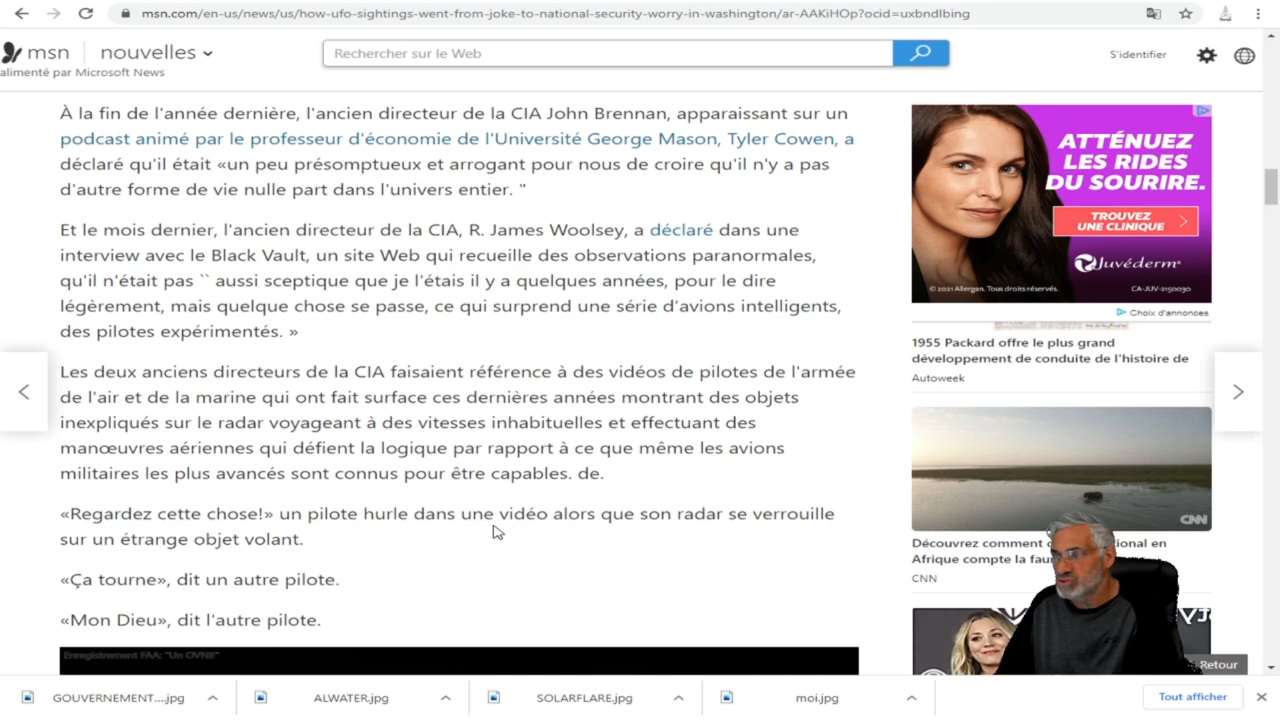 msn.com/en-us/news/us/how-ufo-sightings-went-from-joke-to-national-security-worry-in-washington/ar-AAKiHOp?ocid=uxbndlbing
msn
nouvelles
alimenté par Microsoft News
Rechercher sur le Web
S'identifier
À la fin de l'année dernière, l'ancien directeur de la CIA John Brennan, apparaissant sur un
podcast animé par le professeur d'économie de l'Université George Mason, Tyler Cowen, a
déclaré qu'il était «un peu présomptueux et arrogant pour nous de croire qu'il n'y a pas
d'autre forme de vie nulle part dans l'univers entier. "
Et le mois dernier, l'ancien directeur de la CIA, R. James Woolsey, a déclaré dans une
interview avec le Black Vault, un site Web qui recueille des observations paranormales,
qu'il n'était pas `` aussi sceptique que je l'étais il y a quelques années, pour le dire
légèrement, mais quelque chose se passe, ce qui surprend une série d'avions intelligents,
des pilotes expérimentés. »
Les deux anciens directeurs de la CIA faisaient référence à des vidéos de pilotes de l'armée
de l'air et de la marine qui ont fait surface ces dernières années montrant des objets
inexpliqués sur le radar voyageant à des vitesses inhabituelles et effectuant des
manœuvres aériennes qui défient la logique par rapport à ce que même les avions
militaires les plus avancés sont connus pour être capables. de.
«Regardez cette chose!» un pilote hurle dans une vidéo alors que son radar se verrouille
sur un étrange objet volant.
«Ça tourne», dit un autre pilote.
«Mon Dieu», dit l'autre pilote.
Enregistrement FAA: "Un OVNI!"
ATTÉNUEZ
LES RIDES
DU SOURIRE.
TROUVEZ
UNE CLINIQUE
Juvéderm
© 2021 Allergan. Tous droits réservés.
CA-JUV-2150030
Choix d'annonces
1955 Packard offre le plus grand
développement de conduite de l'histoire de
Autoweek
CNN
Découvrez comment
ional en
Afrique compte la
CNN
Retour
GOUVERNEMENT....jpg
ALWATER.jpg
SOLARFLARE.jpg
moi.jpg
Tout afficher